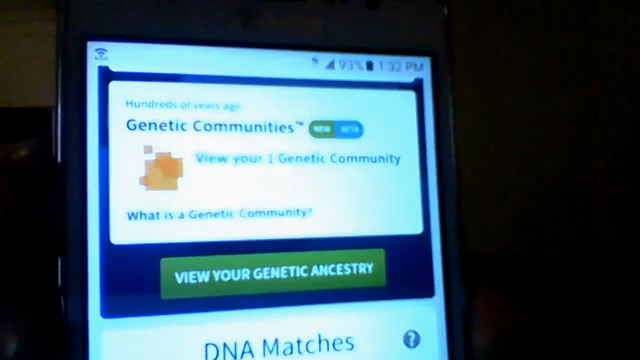 93% 1:32 PM
Hundreds of years ago
Genetic Communities™ NEW BETA
View your 1 Genetic Community
What is a Genetic Community?
VIEW YOUR GENETIC ANCESTRY
DNA Matches ?